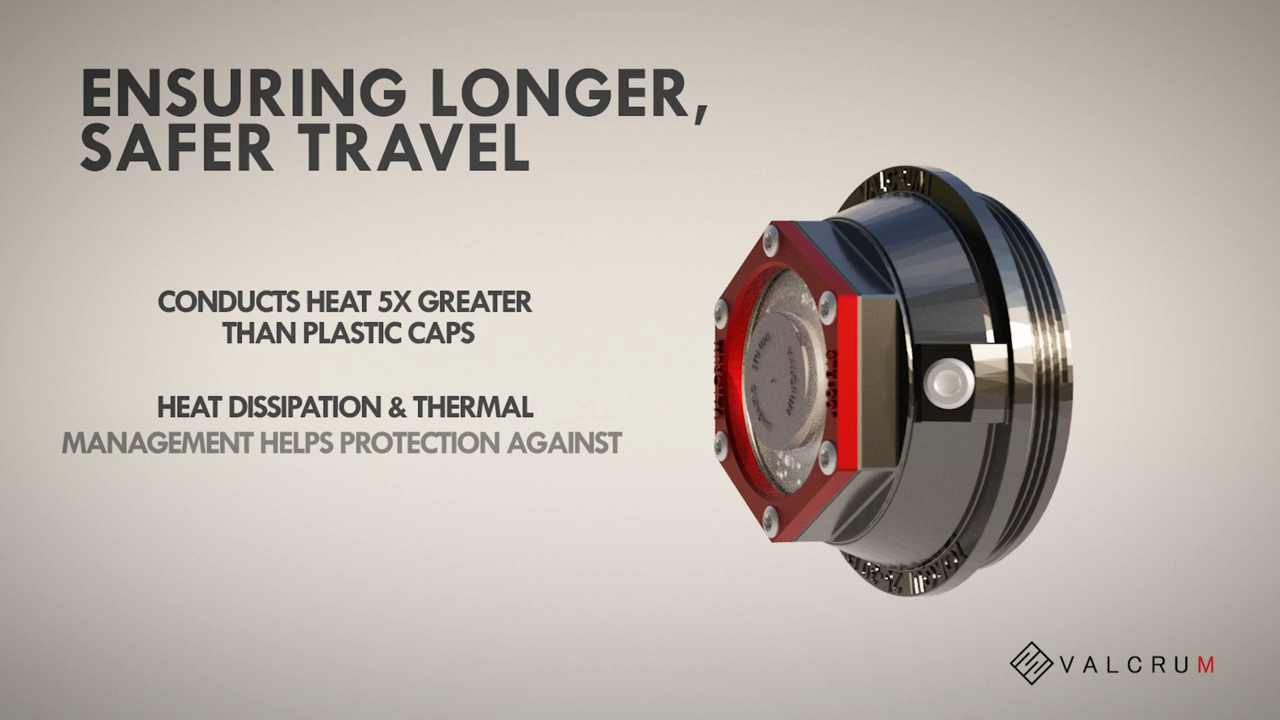 ENSURING LONGER,
SAFER TRAVEL
CONDUCTS HEAT 5X GREATER
THAN PLASTIC CAPS
HEAT DISSIPATION & THERMAL
MANAGEMENT HELPS PROTECTION AGAINST
VALCRUM
VALCRUM